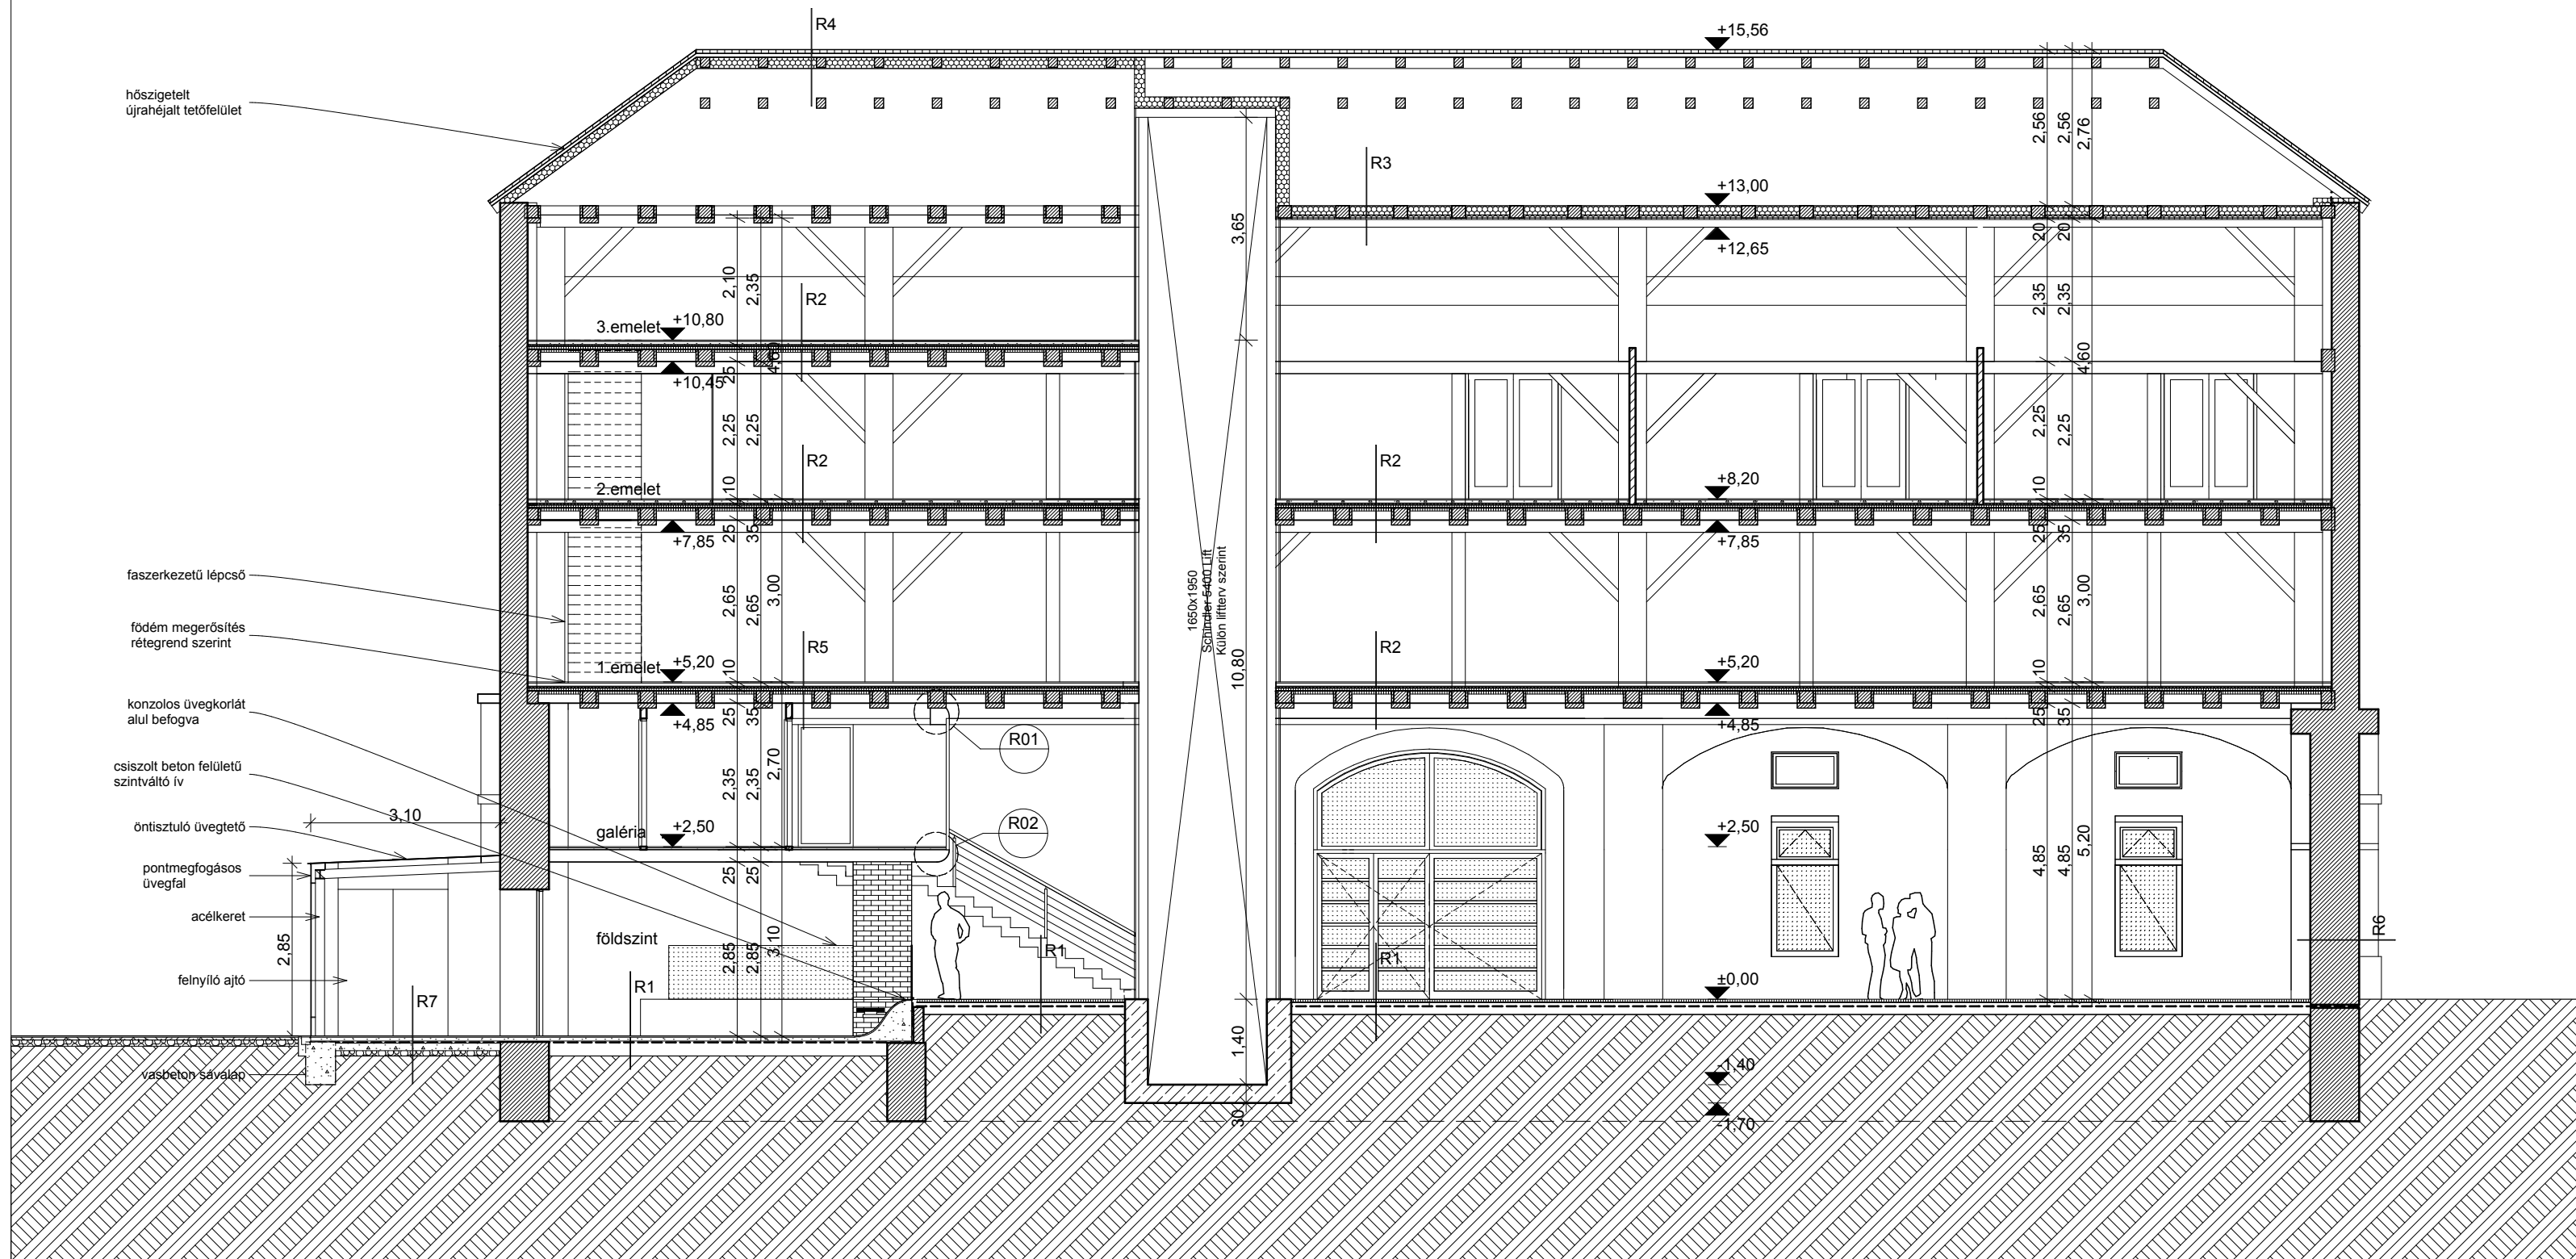 R4
+15,56
hőszigetelt
újrahéjalt tetőfelület
2,56
2,56
2,76
R3
+13,00
3,65
+12,65
20
20
2,10
2,35
R2
2,35
2,35
3.emelet
+10,80
+10,45
25
4,60
4,60
2,25
2,25
R2
R2
2,25
2,25
2.emelet
10
+8,20
10
+7,85
25
35
+7,85
25
35
1650x1950
Schindler 5400 Lift
Külön liftterv szerint
faszerkezetű lépcső
2,65
2,65
3,00
2,65
2,65
3,00
födém megerősítés
rétegrend szerint
R5
R2
1.emelet
+5,20
10
10,80
+5,20
10
konzolos üvegkorlát
alul befogva
+4,85
25
35
+4,85
25
35
R01
csiszolt beton felületű
szintváltó ív
2,35
2,35
2,70
3,10
öntisztuló üvegtető
galéria
+2,50
R02
+2,50
5,20
pontmegfogásos
üvegfal
25
25
4,85
4,85
acélkeret
2,85
földszint
2,85
2,85
3,10
R1
R1
R6
felnyíló ajtó
R7
R1
±0,00
1,40
vasbeton sávalap
-1,40
30
-1,70